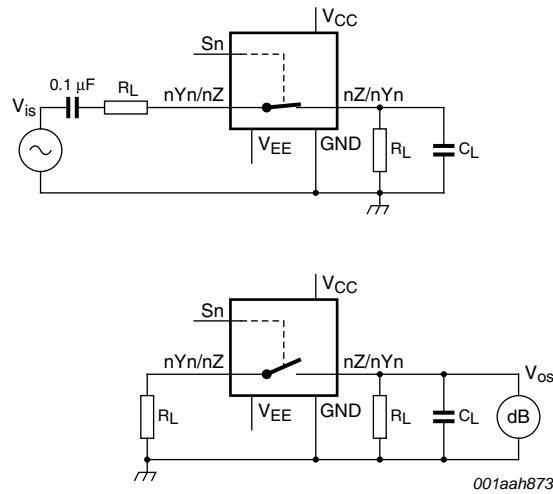 VCC
Sn
0.1 μF
RL
nYn/nZ
nZ/nYn
Vis
VEE
GND
RL
CL
VCC
Sn
nYn/nZ
nZ/nYn
Vos
RL
VEE
GND
RL
CL
dB
001aah873